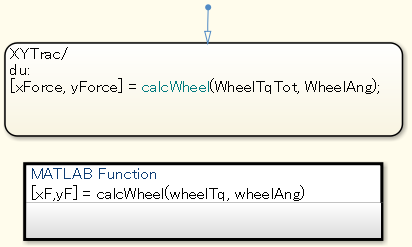 XYTrac/
du:
[xForce, yForce] = calcWheel(WheelTqTot, WheelAng);
MATLAB Function
[xF,yF] = calcWheel(wheelTq, wheelAng)